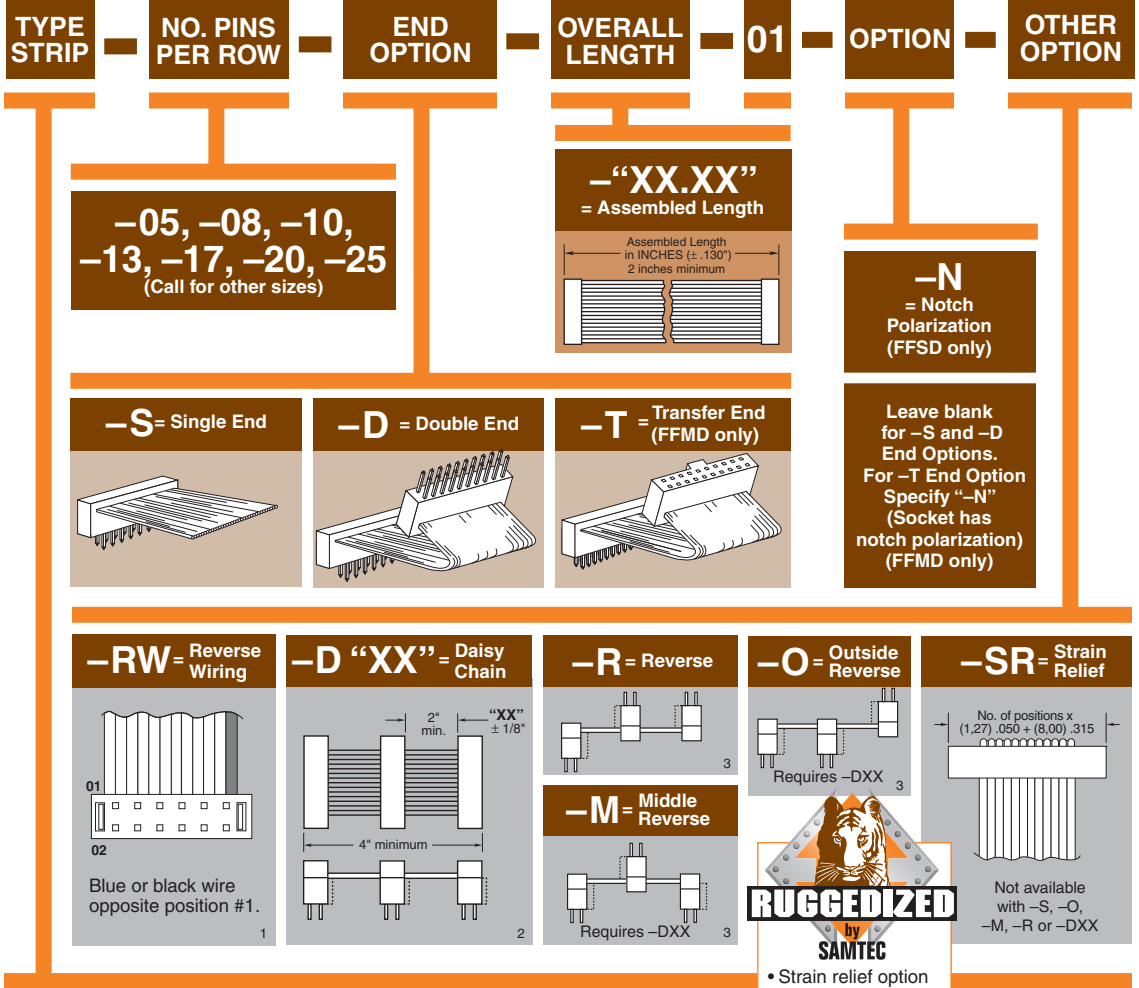 TYPE
STRIP
NO. PINS
PER ROW
END
OPTION
OVERALL
LENGTH
01
OPTION
OTHER
OPTION
–05, –08, –10,
–13, –17, –20, –25
(Call for other sizes)
–“XX.XX”
= Assembled Length
Assembled Length
in INCHES (± .130")
2 inches minimum
–N
= Notch
Polarization
(FFSD only)
Leave blank
for –S and –D
End Options.
For –T End Option
Specify “–N”
(Socket has
notch polarization)
(FFMD only)
–S = Single End
–D = Double End
–T = Transfer End
(FFMD only)
–RW = Reverse
Wiring
01
02
Blue or black wire
opposite position #1.
1
–D “XX” = Daisy
Chain
2"
min.
“XX”
± 1/8"
4" minimum
2
–R = Reverse
3
–M = Middle
Reverse
Requires –DXX
3
–O = Outside
Reverse
Requires –DXX
3
–SR = Strain
Relief
No. of positions x
(1,27) .050 + (8,00) .315
Not available
with –S, –O,
–M, –R or –DXX
RUGGEDIZED
by
SAMTEC
• Strain relief option